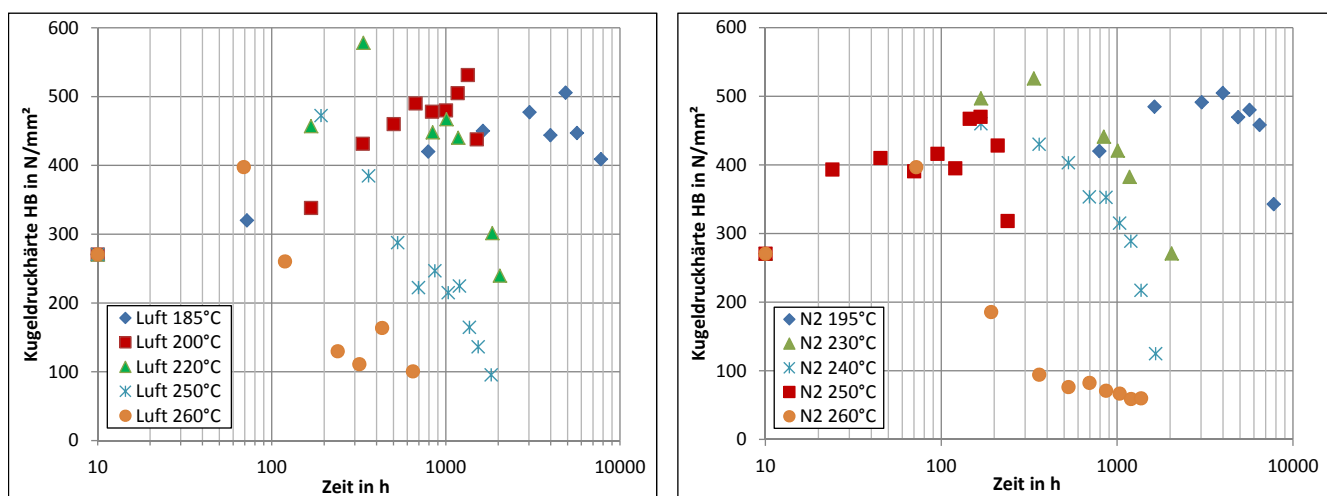 600
500
400
300
200
100
0
Kugeldruckhärte HB in N/mm²
Luft 185°C
Luft 200°C
Luft 220°C
Luft 250°C
Luft 260°C
10
100
1000
10000
Zeit in h
600
500
400
300
200
100
0
Kugeldruckhärte HB in N/mm²
N2 195°C
N2 230°C
N2 240°C
N2 250°C
N2 260°C
10
100
1000
10000
Zeit in h